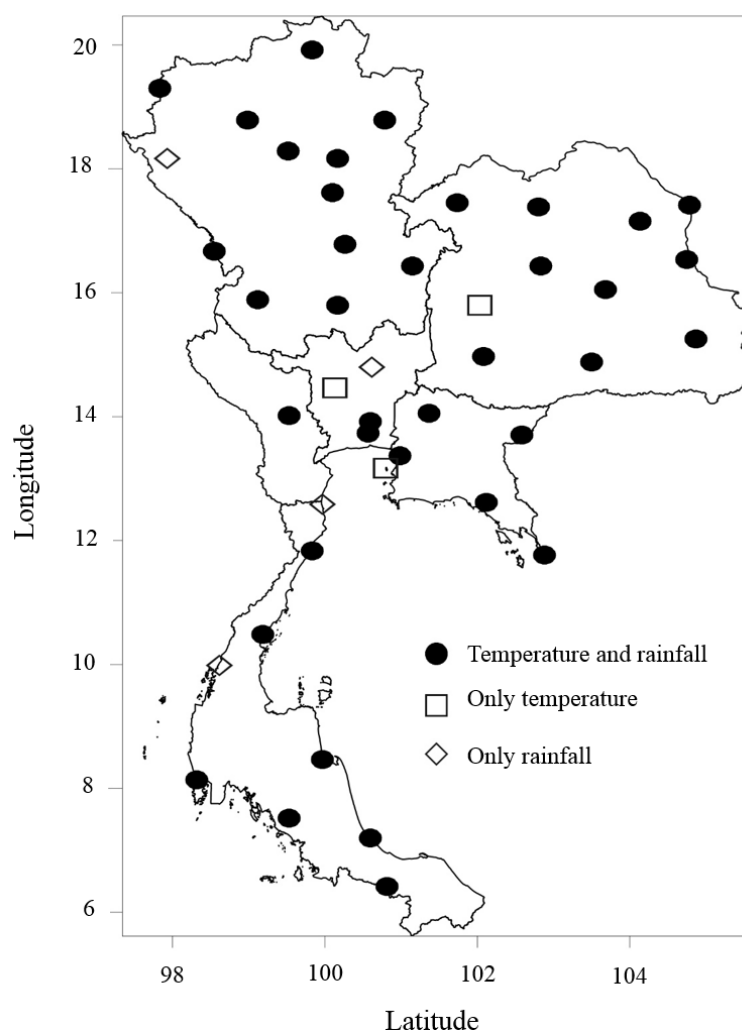 20
18
16
14
12
10
8
6
Longitude
Temperature and rainfall
Only temperature
Only rainfall
98 100 102 104
Latitude